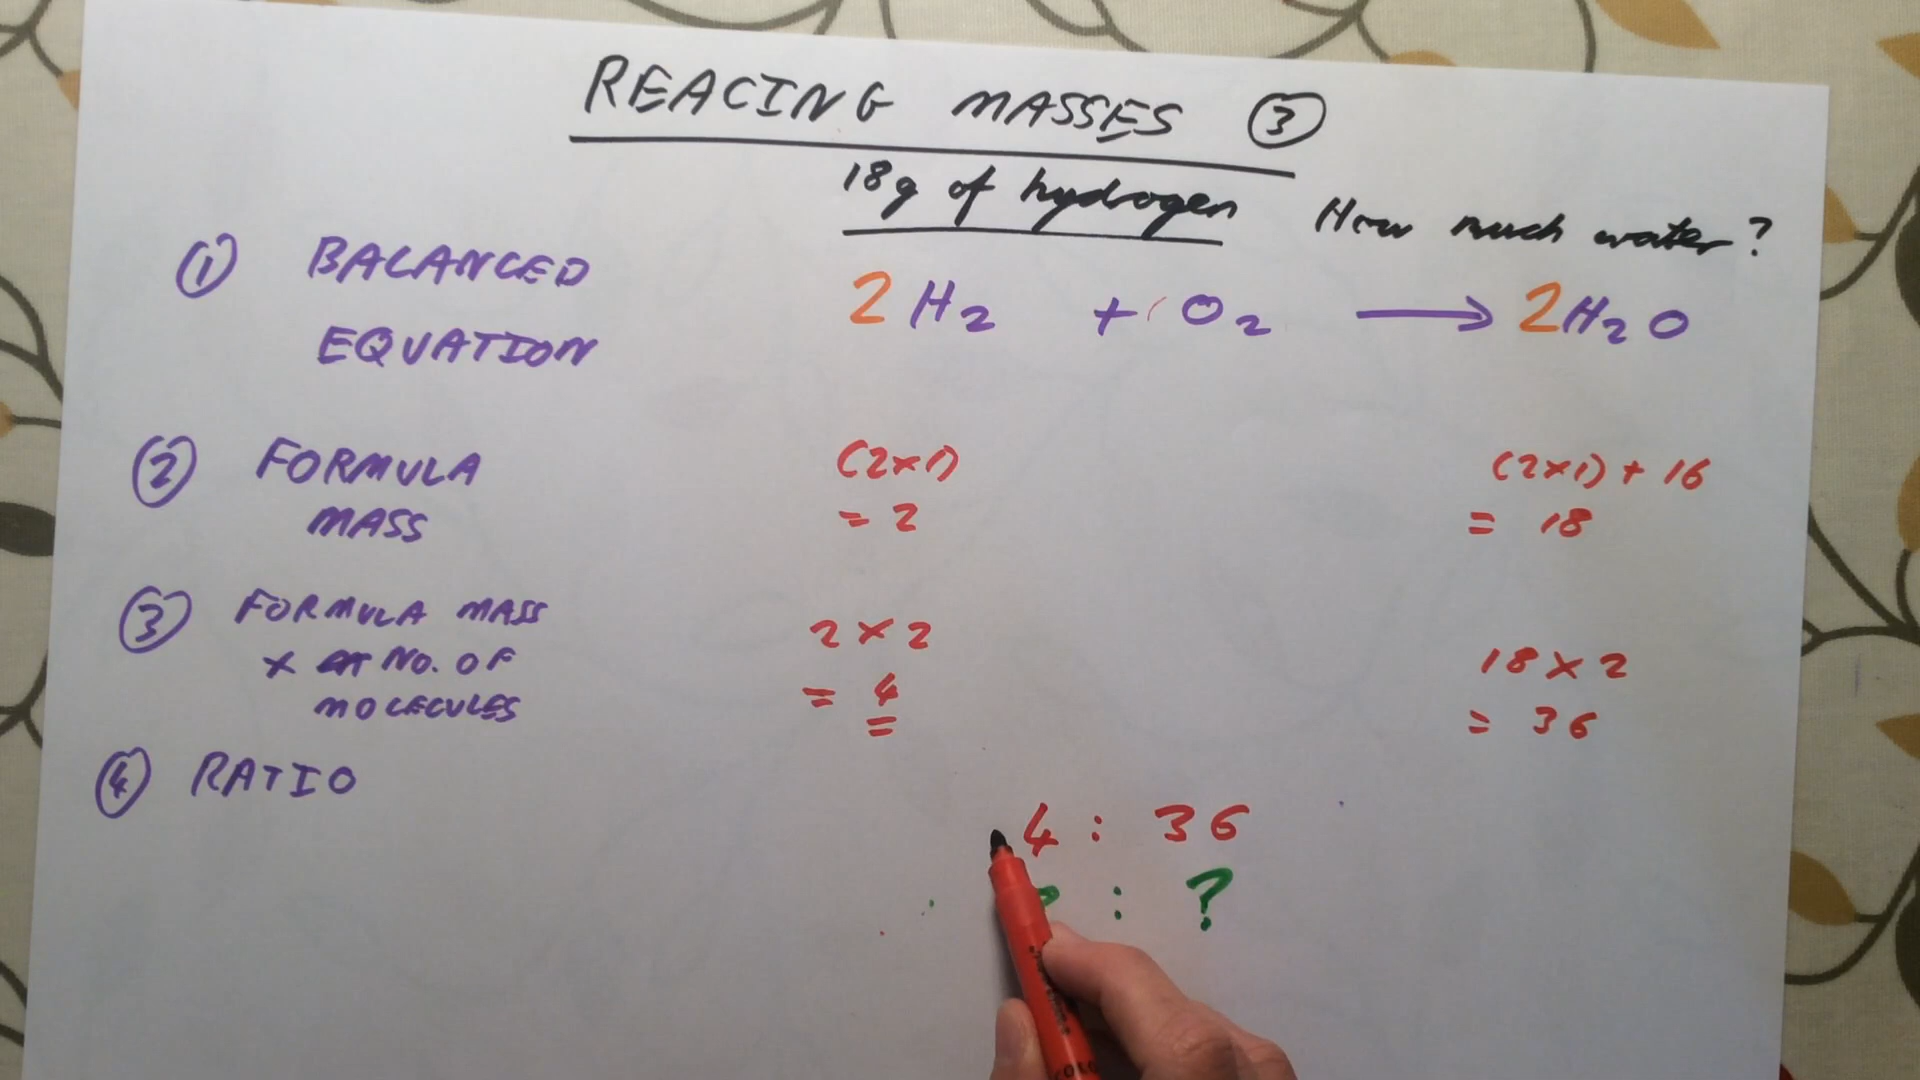 REACING MASSES ③
18g of hydrogen How much water?
① BALANCED
EQUATION
2H₂ + O₂ → 2H₂O
② FORMULA
MASS
(2×1)
= 2
(2×1) + 16
= 18
③ FORMULA MASS
× NO. OF
MOLECULES
2 × 2
= 4
18 × 2
= 36
④ RATIO
4 : 36
: ?